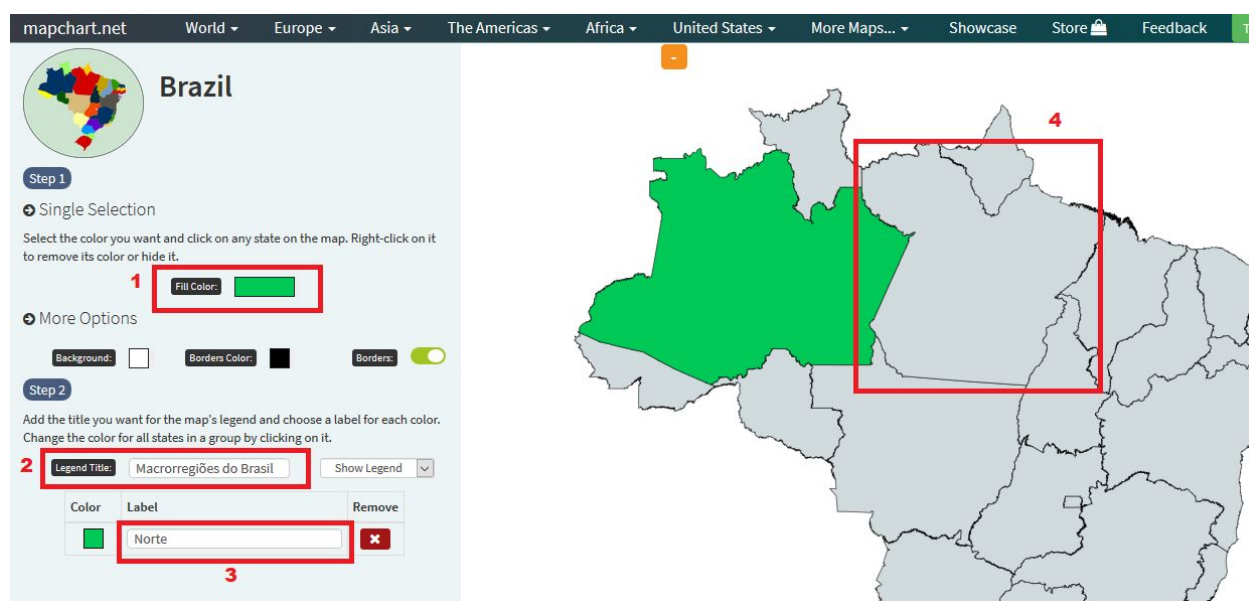 mapchart.net World Europe Asia The Americas Africa United States More Maps... Showcase Store Feedback
-
Brazil
4
Step 1
Single Selection
Select the color you want and click on any state on the map. Right-click on it
to remove its color or hide it.
1 Fill Color:
More Options
Background: Borders Color: Borders:
Step 2
Add the title you want for the map's legend and choose a label for each color.
Change the color for all states in a group by clicking on it.
2 Legend Title: Macrorregiões do Brasil Show Legend
Color Label Remove
Norte
3